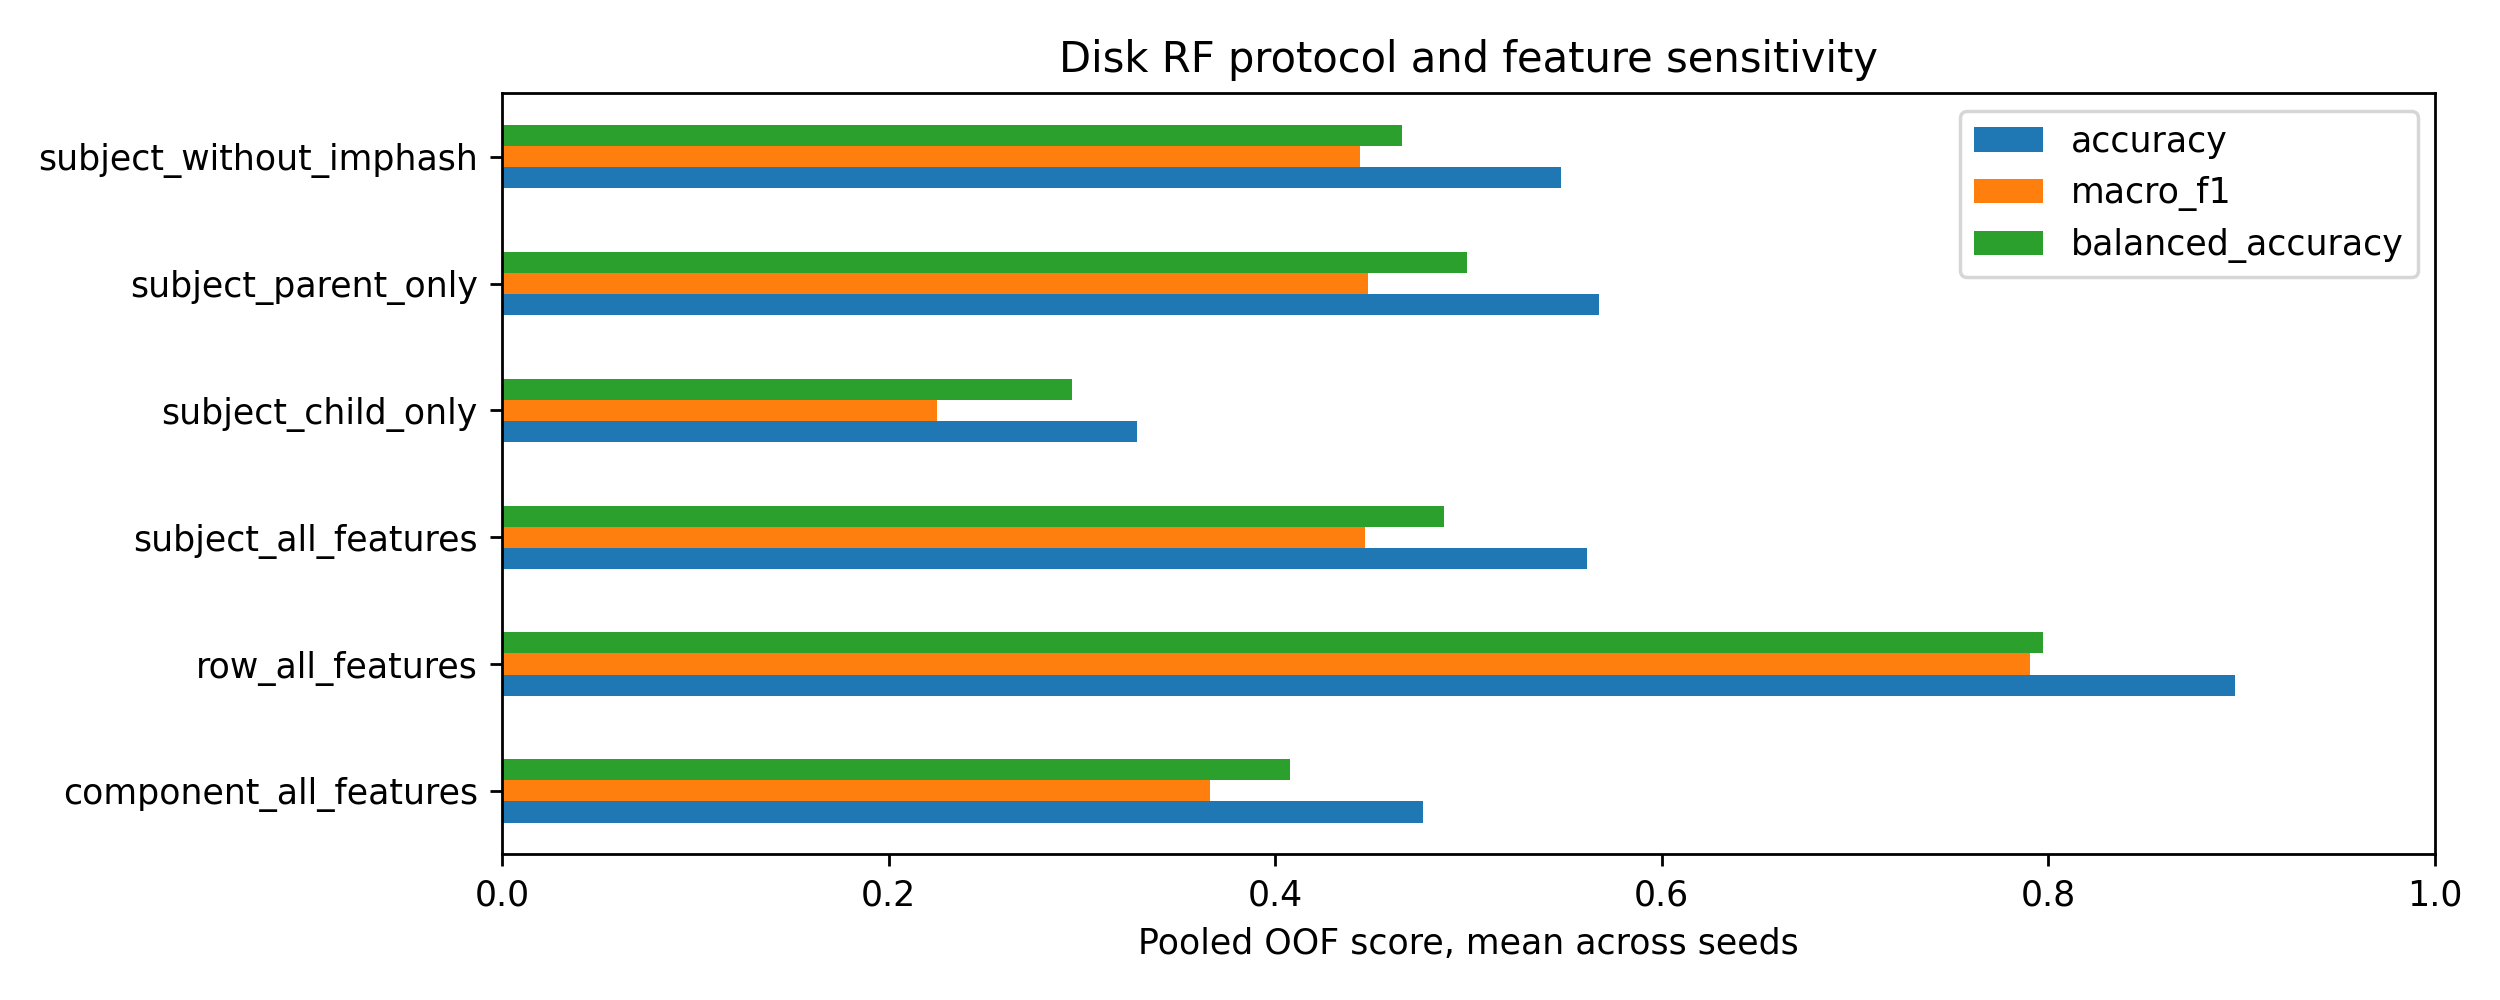 Disk RF protocol and feature sensitivity
accuracy
macro_f1
balanced_accuracy
subject_without_imphash
subject_parent_only
subject_child_only
subject_all_features
row_all_features
component_all_features
0.0 0.2 0.4 0.6 0.8 1.0
Pooled OOF score, mean across seeds